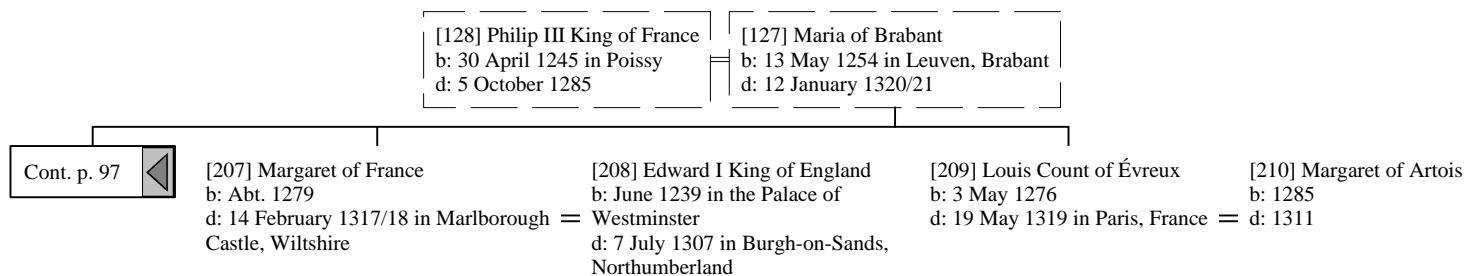 [128] Philip III King of France
b: 30 April 1245 in Poissy
d: 5 October 1285
[127] Maria of Brabant
b: 13 May 1254 in Leuven, Brabant
d: 12 January 1320/21
Cont. p. 97
[207] Margaret of France
b: Abt. 1279
d: 14 February 1317/18 in Marlborough
Castle, Wiltshire
=
[208] Edward I King of England
b: June 1239 in the Palace of
Westminster
d: 7 July 1307 in Burgh-on-Sands,
Northumberland
[209] Louis Count of Évreux
b: 3 May 1276
d: 19 May 1319 in Paris, France
=
[210] Margaret of Artois
b: 1285
d: 1311